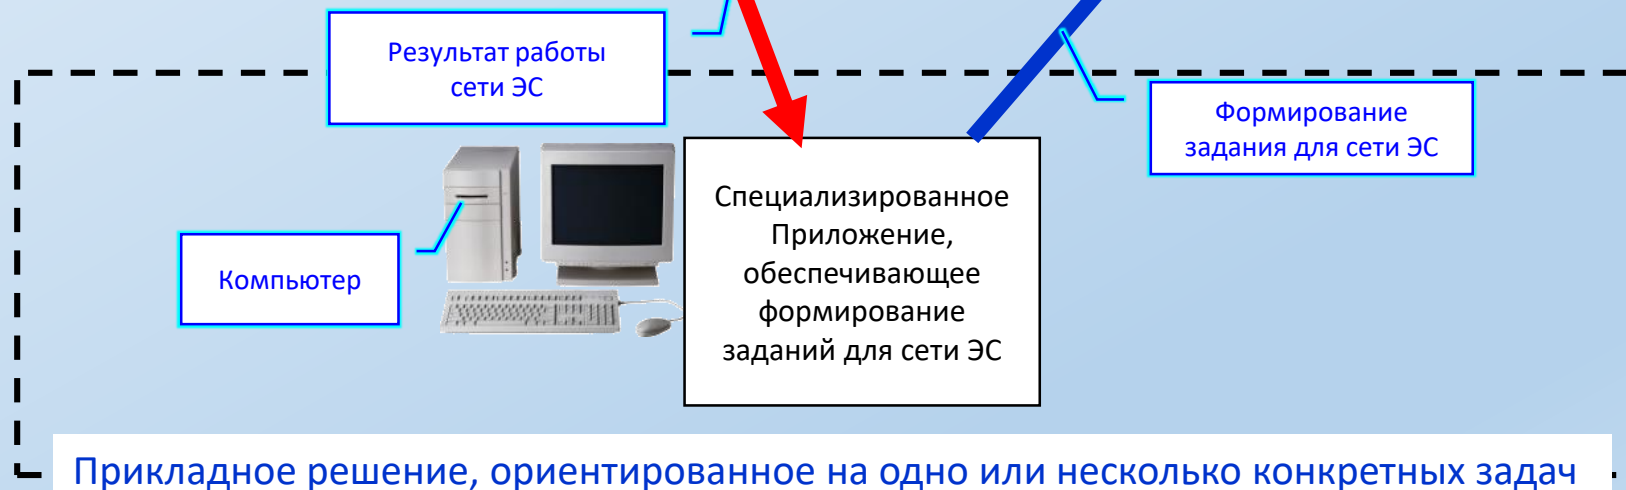 Результат работы
сети ЭС
Формирование
задания для сети ЭС
Компьютер
Специализированное
Приложение,
обеспечивающее
формирование
заданий для сети ЭС
Прикладное решение, ориентированное на одно или несколько конкретных задач